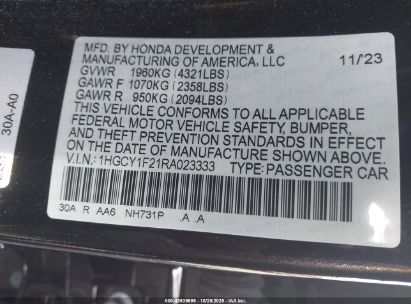 MFD. BY HONDA DEVELOPMENT &
MANUFACTURING OF AMERICA, LLC 11/23
GVWR 1960KG (4321LBS)
GAWR F 1070KG (2358LBS)
GAWR R 950KG (2094LBS)
THIS VEHICLE CONFORMS TO ALL APPLICABLE
FEDERAL MOTOR VEHICLE SAFETY, BUMPER,
AND THEFT PREVENTION STANDARDS IN EFFECT
ON THE DATE OF MANUFACTURE SHOWN ABOVE.
V.I.N.: 1HGCY1F21RA023333 TYPE: PASSENGER CAR
30A R AA6 NH731P .A .A
30A-A0